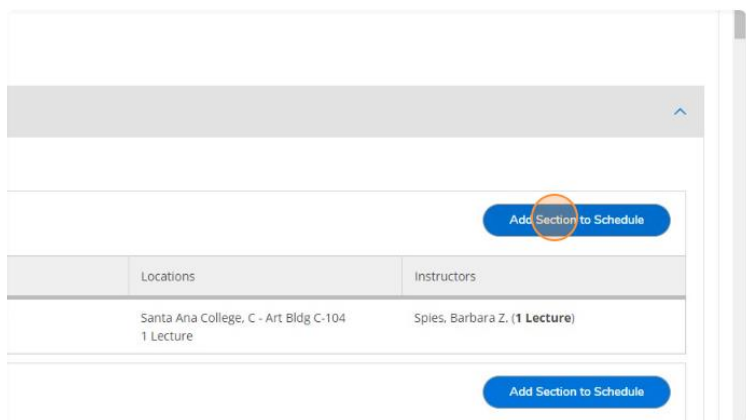 Add Section to Schedule
Locations
Instructors
Santa Ana College, C - Art Bldg C-104
1 Lecture
Spies, Barbara Z. (1 Lecture)
Add Section to Schedule